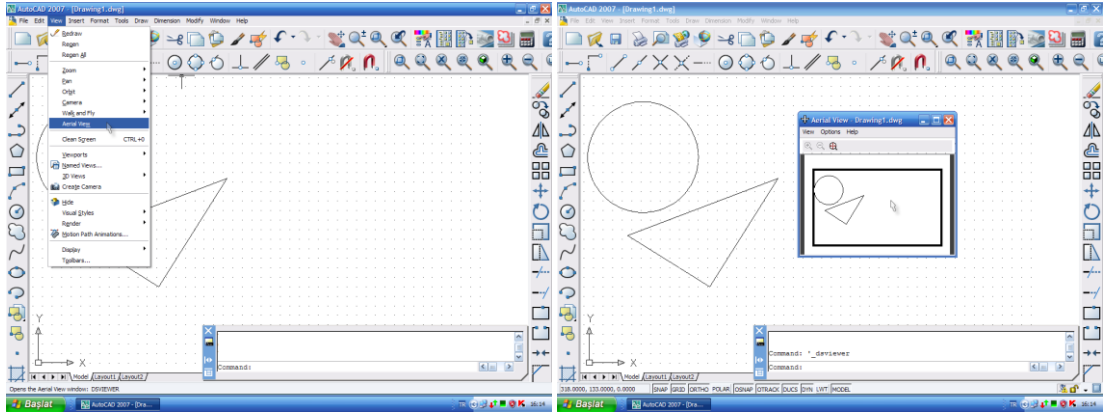 AutoCAD 2007 - [Drawing1.dwg]
File Edit View Insert Format Tools Draw Dimension Modify Window Help
Redraw
Regen
Regen All
Zoom
Pan
Orbit
Camera
Walk and Fly
Aerial View
Clean Screen CTRL+0
Viewports
Named Views...
3D Views
Create Camera
Hide
Visual Styles
Render
Motion Path Animations...
Display
Toolbars...
Y
X
Command:
Model Layout1 Layout2
Opens the Aerial View window: DSVIEWER
Başlat
AutoCAD 2007 - [Dra...
16:14
AutoCAD 2007 - [Drawing1.dwg]
File Edit View Insert Format Tools Draw Dimension Modify Window Help
Aerial View - Drawing1.dwg
View Options Help
Y
X
Command: '_dsviewer
Command:
Model Layout1 Layout2
318.0000, 133.0000, 0.0000 SNAP GRID ORTHO POLAR OSNAP OTRACK DUCS DYN LWT MODEL
Başlat
AutoCAD 2007 - [Dra...
16:14